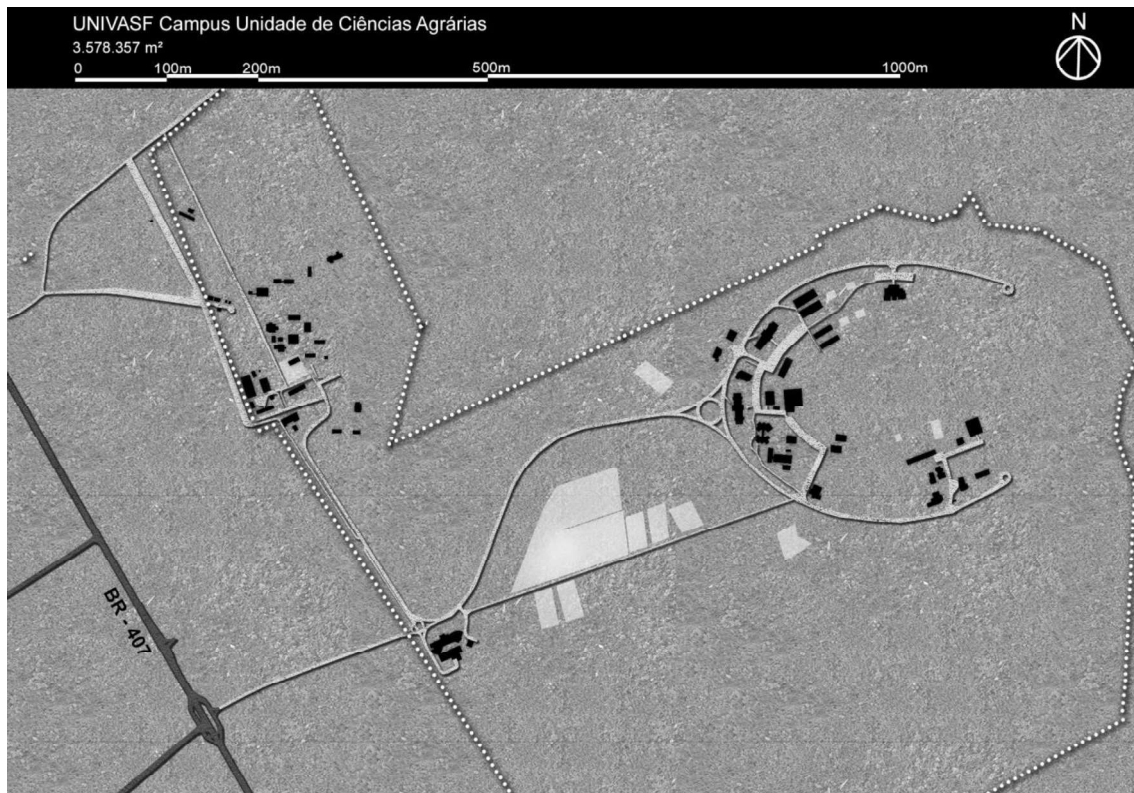 UNIVASF Campus Unidade de Ciências Agrárias
3.578.357 m²
0 100m 200m 500m 1000m
N
BR - 407